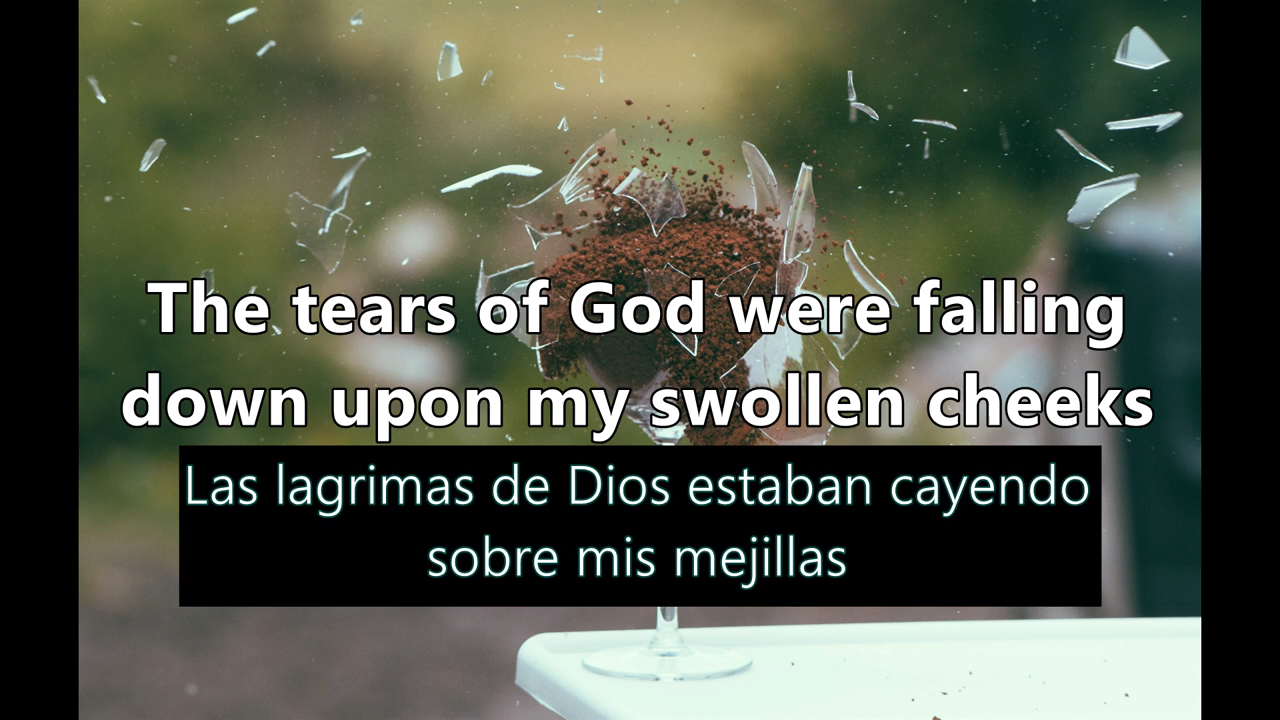 The tears of God were falling
down upon my swollen cheeks
Las lagrimas de Dios estaban cayendo
sobre mis mejillas